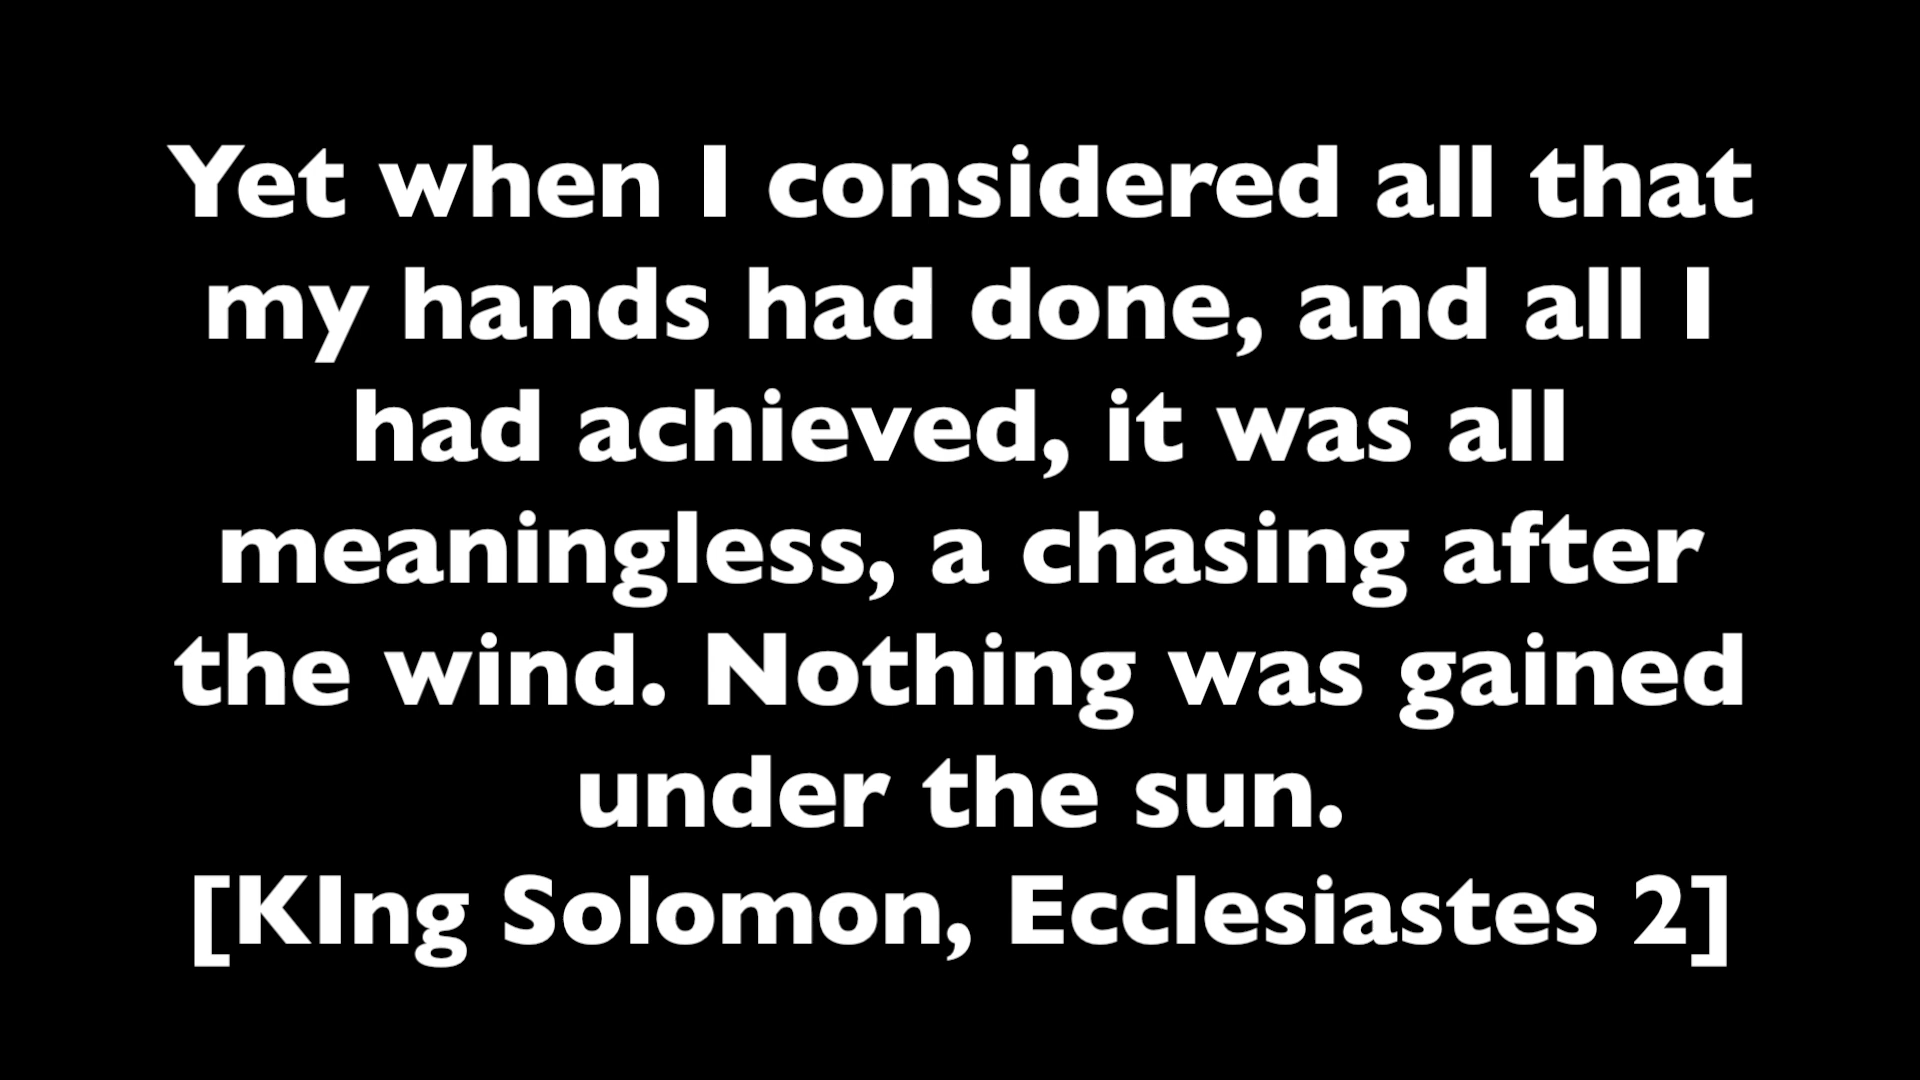 Yet when I considered all that
my hands had done, and all I
had achieved, it was all
meaningless, a chasing after
the wind. Nothing was gained
under the sun.
[KIng Solomon, Ecclesiastes 2]